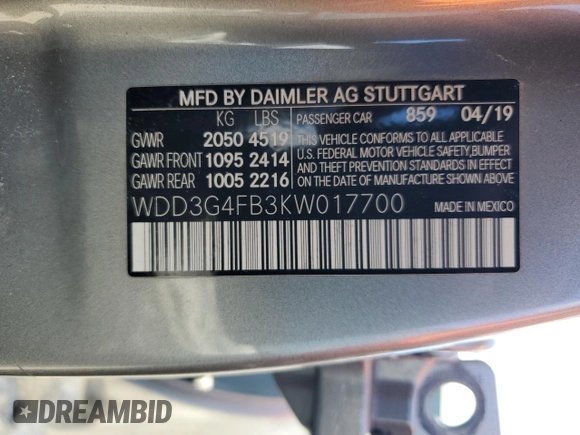 MFD BY DAIMLER AG STUTTGART
KG LBS PASSENGER CAR 859 04/19
GVWR 2050 4519 THIS VEHICLE CONFORMS TO ALL APPLICABLE
GAWR FRONT 1095 2414 U.S. FEDERAL MOTOR VEHICLE SAFETY, BUMPER
GAWR REAR 1005 2216 AND THEFT PREVENTION STANDARDS IN EFFECT
ON THE DATE OF MANUFACTURE SHOWN ABOVE
WDD3G4FB3KW017700 MADE IN MEXICO
DREAMBID